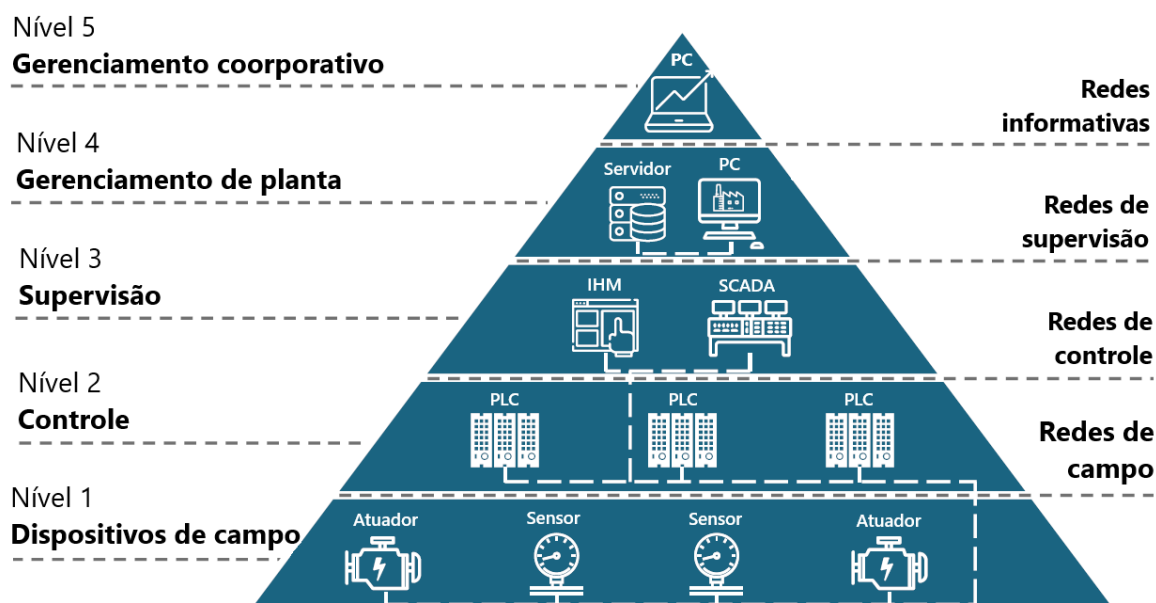 Nível 5
Gerenciamento coorporativo
PC
Redes
informativas
Nível 4
Gerenciamento de planta
Servidor
PC
Redes de
supervisão
Nível 3
Supervisão
IHM
SCADA
Redes de
controle
Nível 2
Controle
PLC
PLC
PLC
Redes de
campo
Nível 1
Dispositivos de campo
Atuador
Sensor
Sensor
Atuador